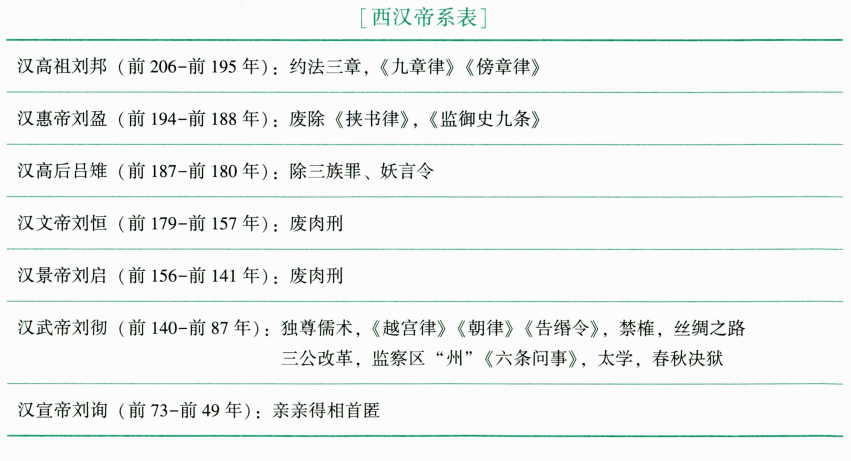 ［西汉帝系表］
汉高祖刘邦（前 206-前 195 年）：约法三章，《九章律》《傍章律》
汉惠帝刘盈（前 194-前 188 年）：废除《挟书律》，《监御史九条》
汉高后吕雉（前 187-前 180 年）：除三族罪、妖言令
汉文帝刘恒（前 179-前 157 年）：废肉刑
汉景帝刘启（前 156-前 141 年）：废肉刑
汉武帝刘彻（前 140-前 87 年）：独尊儒术，《越宫律》《朝律》《告缗令》，禁榷，丝绸之路
三公改革，监察区“州”《六条问事》，太学，春秋决狱
汉宣帝刘询（前 73-前 49 年）：亲亲得相首匿